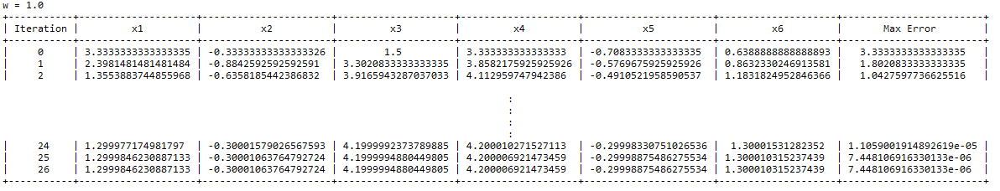 w = 1.0
+-----------+--------------------+----------------------+--------------------+-------------------+----------------------+--------------------+------------------------+
| Iteration | x1 | x2 | x3 | x4 | x5 | x6 | Max Error |
+-----------+--------------------+----------------------+--------------------+-------------------+----------------------+--------------------+------------------------+
| 0 | 3.3333333333333335 | -0.33333333333333326 | 1.5 | 3.333333333333333 | -0.7083333333333335 | 0.6388888888888893 | 3.3333333333333335 |
| 1 | 2.3981481481481484 | -0.8842592592592591 | 3.3020833333333335 | 3.8582175925925926 | -0.5769675925925926 | 0.8632330246913581 | 1.8020833333333335 |
| 2 | 1.3553883744855968 | -0.6358185442386832 | 3.9165943287037033 | 4.112959747942386 | -0.4910521958590537 | 1.1831824952846366 | 1.0427597736625516 |
:
:
:
:
| 24 | 1.299977174981797 | -0.30001579026567593 | 4.1999992373789885 | 4.200010271527113 | -0.29998330751026536 | 1.30001531282352 | 1.1059001914892619e-05 |
| 25 | 1.2999846230887133 | -0.30001063764792724 | 4.1999994880449805 | 4.200006921473459 | -0.29998875486275534 | 1.300010315237439 | 7.448106916330133e-06 |
| 26 | 1.2999846230887133 | -0.30001063764792724 | 4.1999994880449805 | 4.200006921473459 | -0.29998875486275534 | 1.300010315237439 | 7.448106916330133e-06 |
+-----------+--------------------+----------------------+--------------------+-------------------+----------------------+--------------------+------------------------+